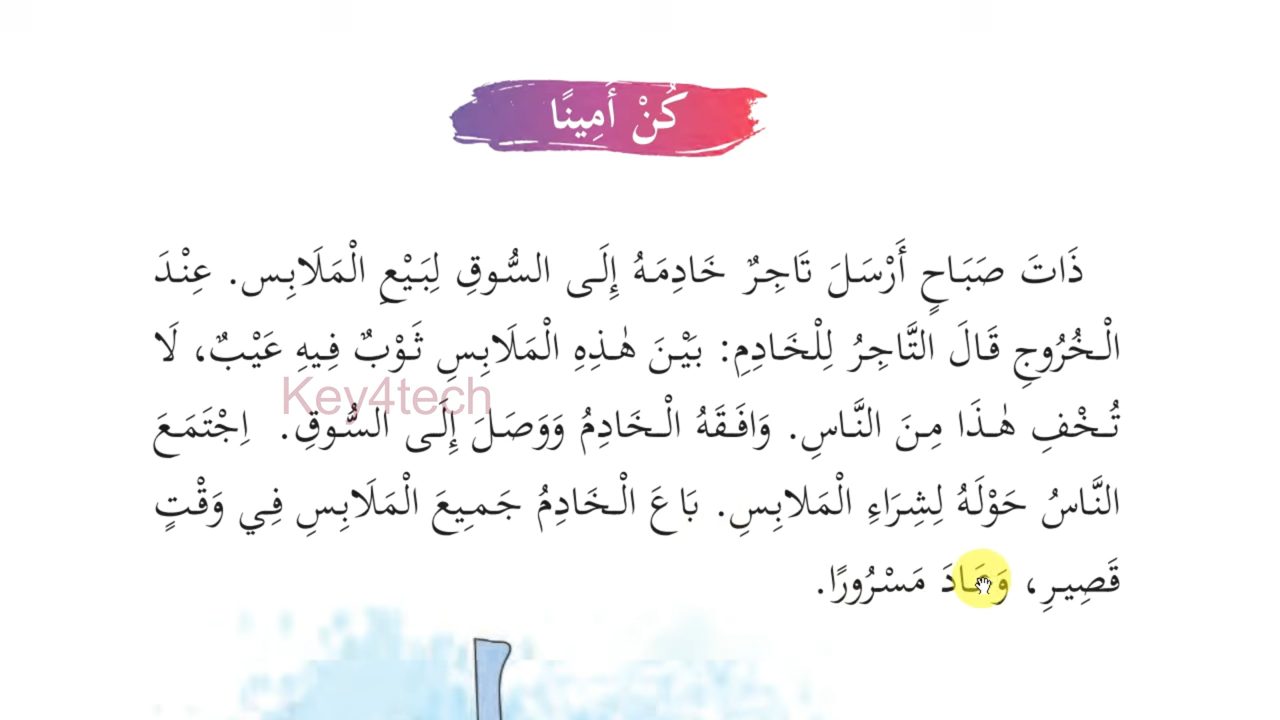 كُنْ أَمِينًا
ذَاتَ صَبَاحٍ أَرْسَلَ تَاجِرٌ خَادِمَهُ إِلَى السُّوقِ لِبَيْعِ الْمَلَابِس. عِنْدَ
الْخُرُوجِ قَالَ التَّاجِرُ لِلْخَادِمِ: بَيْنَ هٰذِهِ الْمَلَابِسِ ثَوْبٌ فِيهِ عَيْبٌ، لَا
تُخْفِ هٰذَا مِنَ النَّاسِ. وَافَقَهُ الْخَادِمُ وَوَصَلَ إِلَى السُّوقِ. اِجْتَمَعَ
Key4tech
النَّاسُ حَوْلَهُ لِشِرَاءِ الْمَلابِسِ. بَاعَ الْخَادِمُ جَمِيعَ الْمَلَابِسِ فِي وَقْتٍ
قَصِيرِ، وَعَادَ مَسْرُورًا.